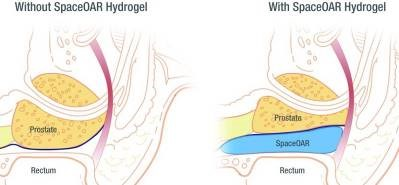 Without SpaceOAR Hydrogel
Prostate
Rectum
With SpaceOAR Hydrogel
Prostate
SpaceOAR
Rectum